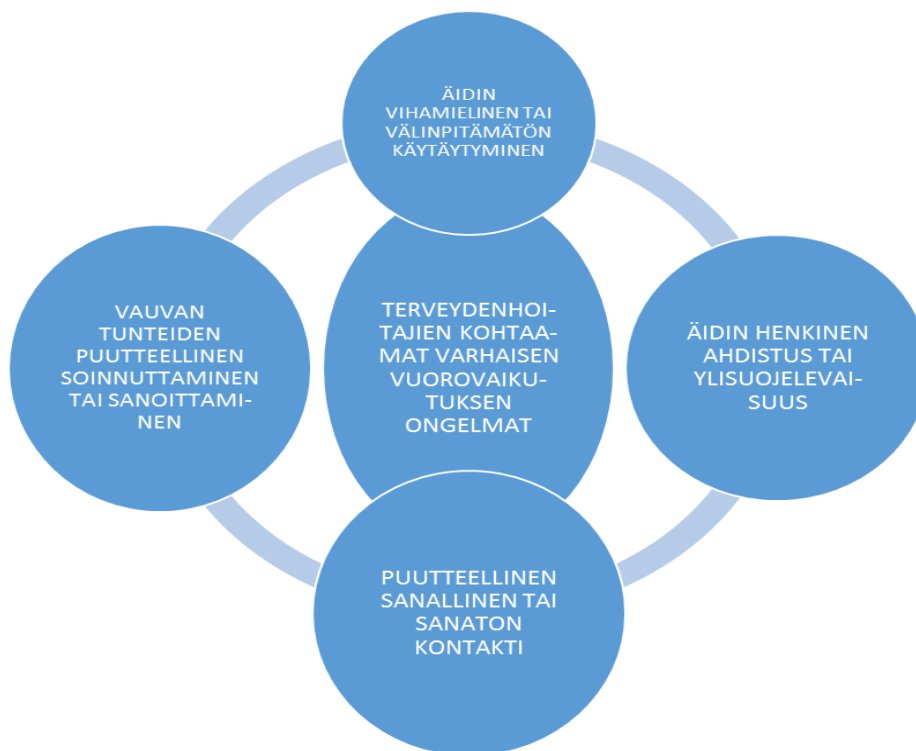 ÄIDIN
VIHAMIELINEN TAI
VÄLINPITÄMÄTÖN
KÄYTÄYTYMINEN
VAUVAN
TUNTEIDEN
PUUTTEELLINEN
SOINNUTTAMINEN
TAI SANOITTAMI-
NEN
TERVEYDENHOI-
TAJIEN KOHTAA-
MAT VARHAISEN
VUOROVAIKU-
TUKSEN
ONGELMAT
ÄIDIN HENKINEN
AHDISTUS TAI
YLISUOJELEVAI-
SUUS
PUUTTEELLINEN
SANALLINEN TAI
SANATON
KONTAKTI